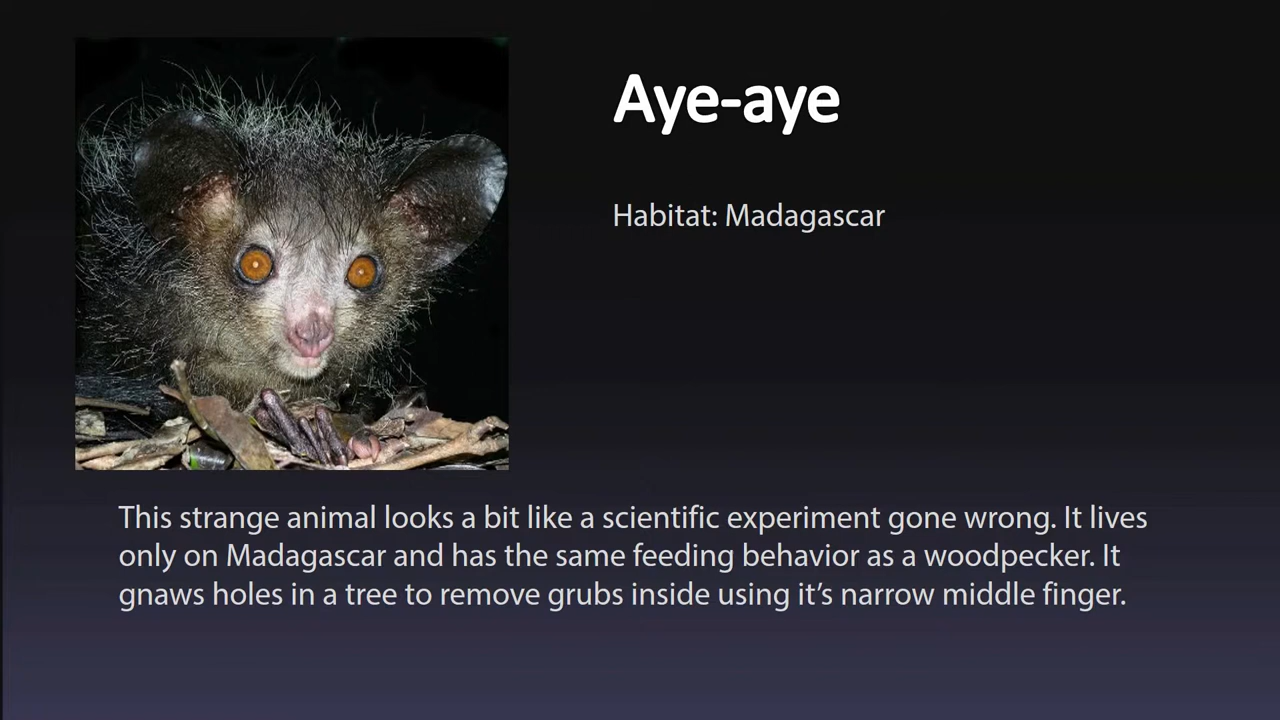 Aye-aye
Habitat: Madagascar
This strange animal looks a bit like a scientific experiment gone wrong. It lives
only on Madagascar and has the same feeding behavior as a woodpecker. It
gnaws holes in a tree to remove grubs inside using it’s narrow middle finger.